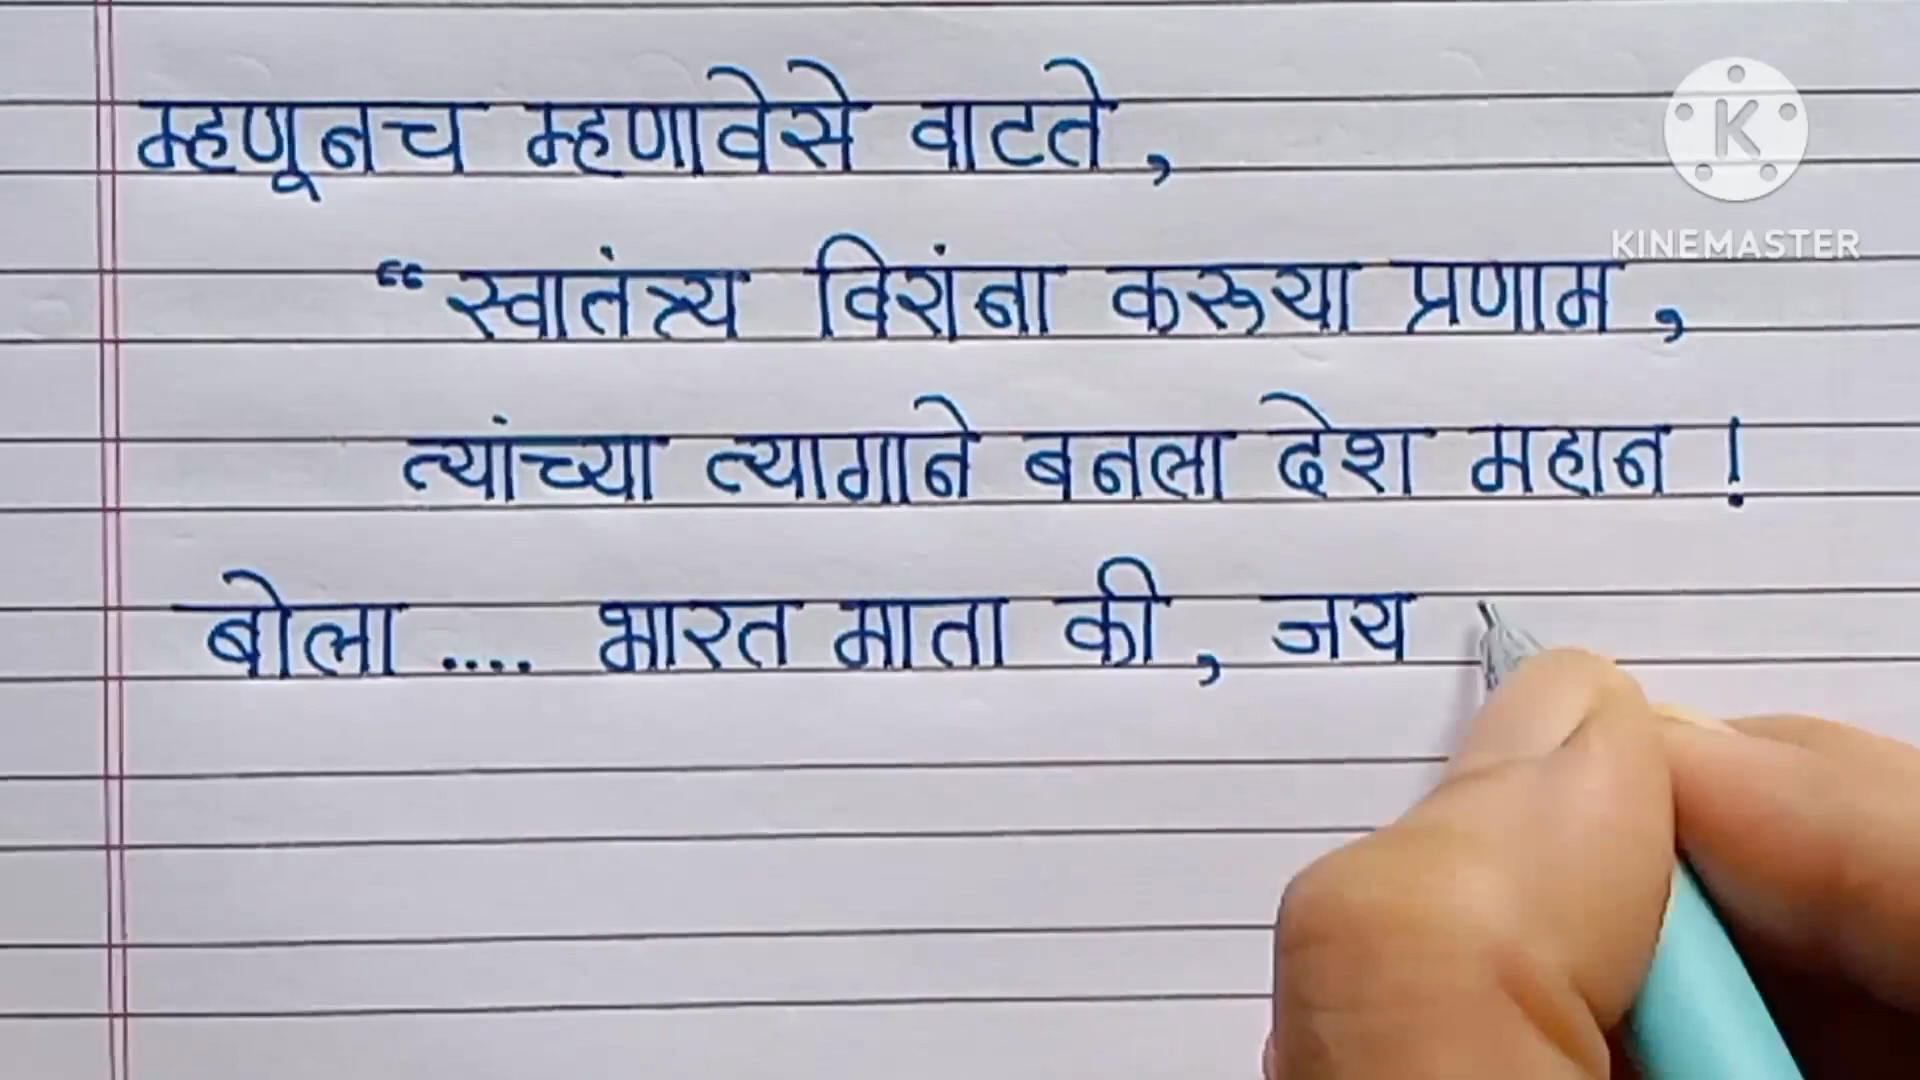 म्हणूनच म्हणावेसे वाटते,
KINEMASTER
“स्वातंत्र्य विरांना करूया प्रणाम,
त्यांच्या त्यागाने बनला देश महान!
बोला.... भारत माता की, जय